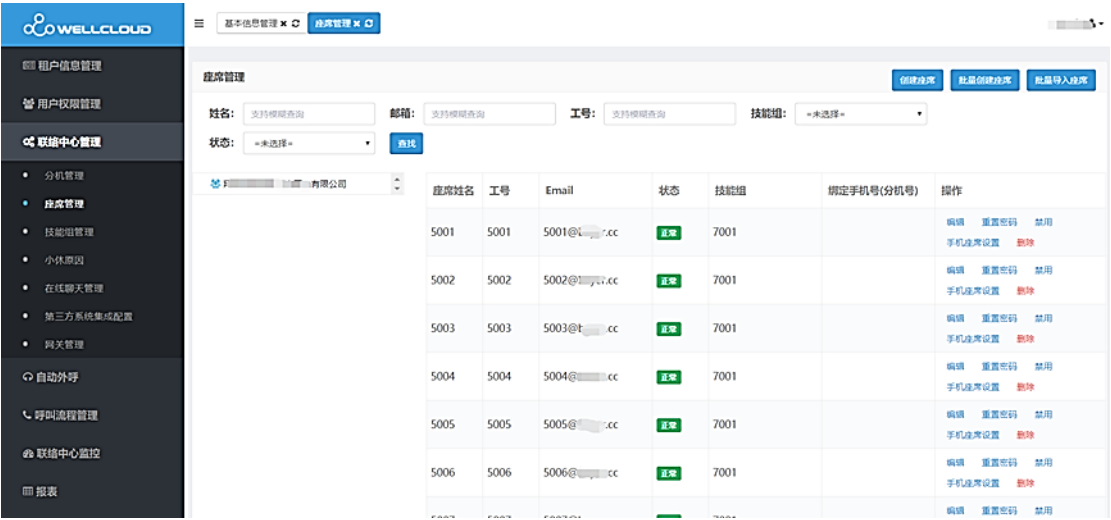 WELLCLOUD
基本信息管理
座席管理
租户信息管理
用户权限管理
联络中心管理
分机管理
座席管理
技能组管理
小休原因
在线聊天管理
第三方系统集成配置
网关管理
自动外呼
呼叫流程管理
联络中心监控
报表
座席管理
创建座席 批量创建座席 批量导入座席
姓名: 支持模糊查询 邮箱: 支持模糊查询 工号: 支持模糊查询 技能组: =未选择=
状态: =未选择= 查找
有限公司
座席姓名 工号 Email 状态 技能组 绑定手机号(分机号) 操作
5001 5001 5001@ .cc 正常 7001 编辑 重置密码 禁用
手机座席设置 删除
5002 5002 5002@ .cc 正常 7001 编辑 重置密码 禁用
手机座席设置 删除
5003 5003 5003@ .cc 正常 7001 编辑 重置密码 禁用
手机座席设置 删除
5004 5004 5004@ cc 正常 7001 编辑 重置密码 禁用
手机座席设置 删除
5005 5005 5005@ .cc 正常 7001 编辑 重置密码 禁用
手机座席设置 删除
5006 5006 5006@ .cc 正常 7001 编辑 重置密码 禁用
手机座席设置 删除
编辑 重置密码 禁用